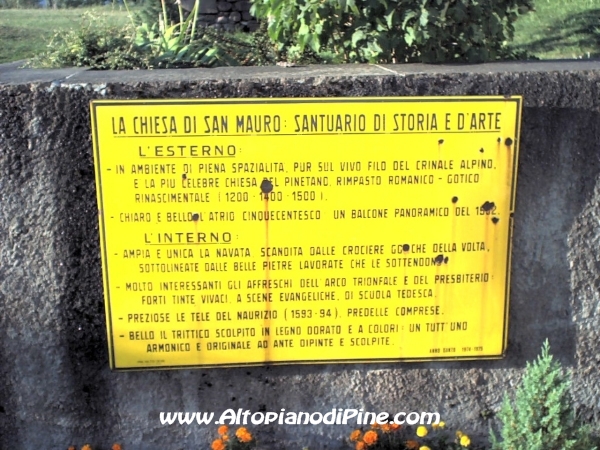 LA CHIESA DI SAN MAURO: SANTUARIO DI STORIA E D'ARTE
L'ESTERNO:
- IN AMBIENTE DI PIENA SPAZIALITA, PUR SUL VIVO FILO DEL CRINALE ALPINO,
E LA PIU CELEBRE CHIESA DEL PINETANO, RIMPASTO ROMANICO - GOTICO
RINASCIMENTALE (1200 - 1400 - 1500).
- CHIARO E BELLO L'ATRIO CINQUECENTESCO UN BALCONE PANORAMICO DEL
L'INTERNO:
- AMPIA E UNICA LA NAVATA, SCANDITA DALLE CROCIERE GOTICHE DELLA VOLTA,
SOTTOLINEATE DALLE BELLE PIETRE LAVORATE CHE LE SOTTENDONO
- MOLTO INTERESSANTI GLI AFFRESCHI DELL'ARCO TRIONFALE E DEL PRESBITERIO:
FORTI TINTE VIVACI, A SCENE EVANGELICHE, DI SCUOLA TEDESCA.
- PREZIOSE LE TELE DEL NAURIZIO (1593-94), PREDELLE COMPRESE.
- BELLO IL TRITTICO SCOLPITO IN LEGNO DORATO E A COLORI: UN TUTT'UNO
ARMONICO E ORIGINALE AD ANTE DIPINTE E SCOLPITE.
ANNO SANTO 1974-1975
www.AltopianodiPine.com